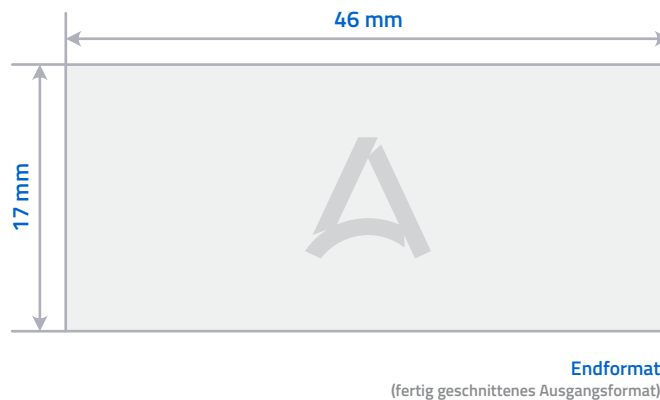 46 mm
17 mm
Endformat
(fertig geschnittenes Ausgangsformat)